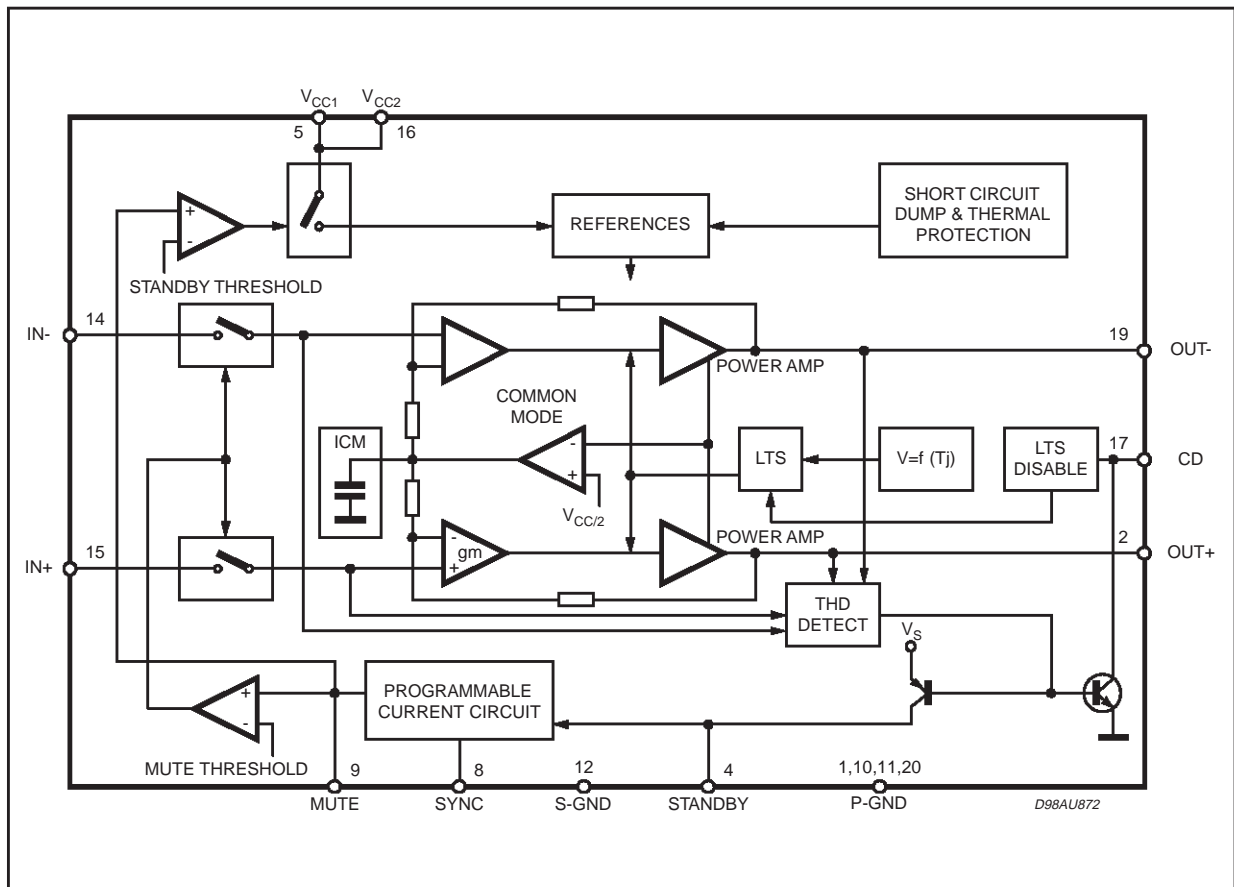 VCC1 VCC2
5 16
SHORT CIRCUIT
DUMP & THERMAL
PROTECTION
+
-
REFERENCES
STANDBY THRESHOLD
IN- 14
19 OUT-
POWER AMP
COMMON
MODE
ICM
-
+
VCC/2
LTS
V=f (Tj)
LTS
DISABLE
17 CD
IN+ 15
-
gm
+
POWER AMP
2 OUT+
THD
DETECT
VS
+
-
PROGRAMMABLE
CURRENT CIRCUIT
MUTE THRESHOLD
9 8 12 4 1,10,11,20
MUTE SYNC S-GND STANDBY P-GND
D98AU872